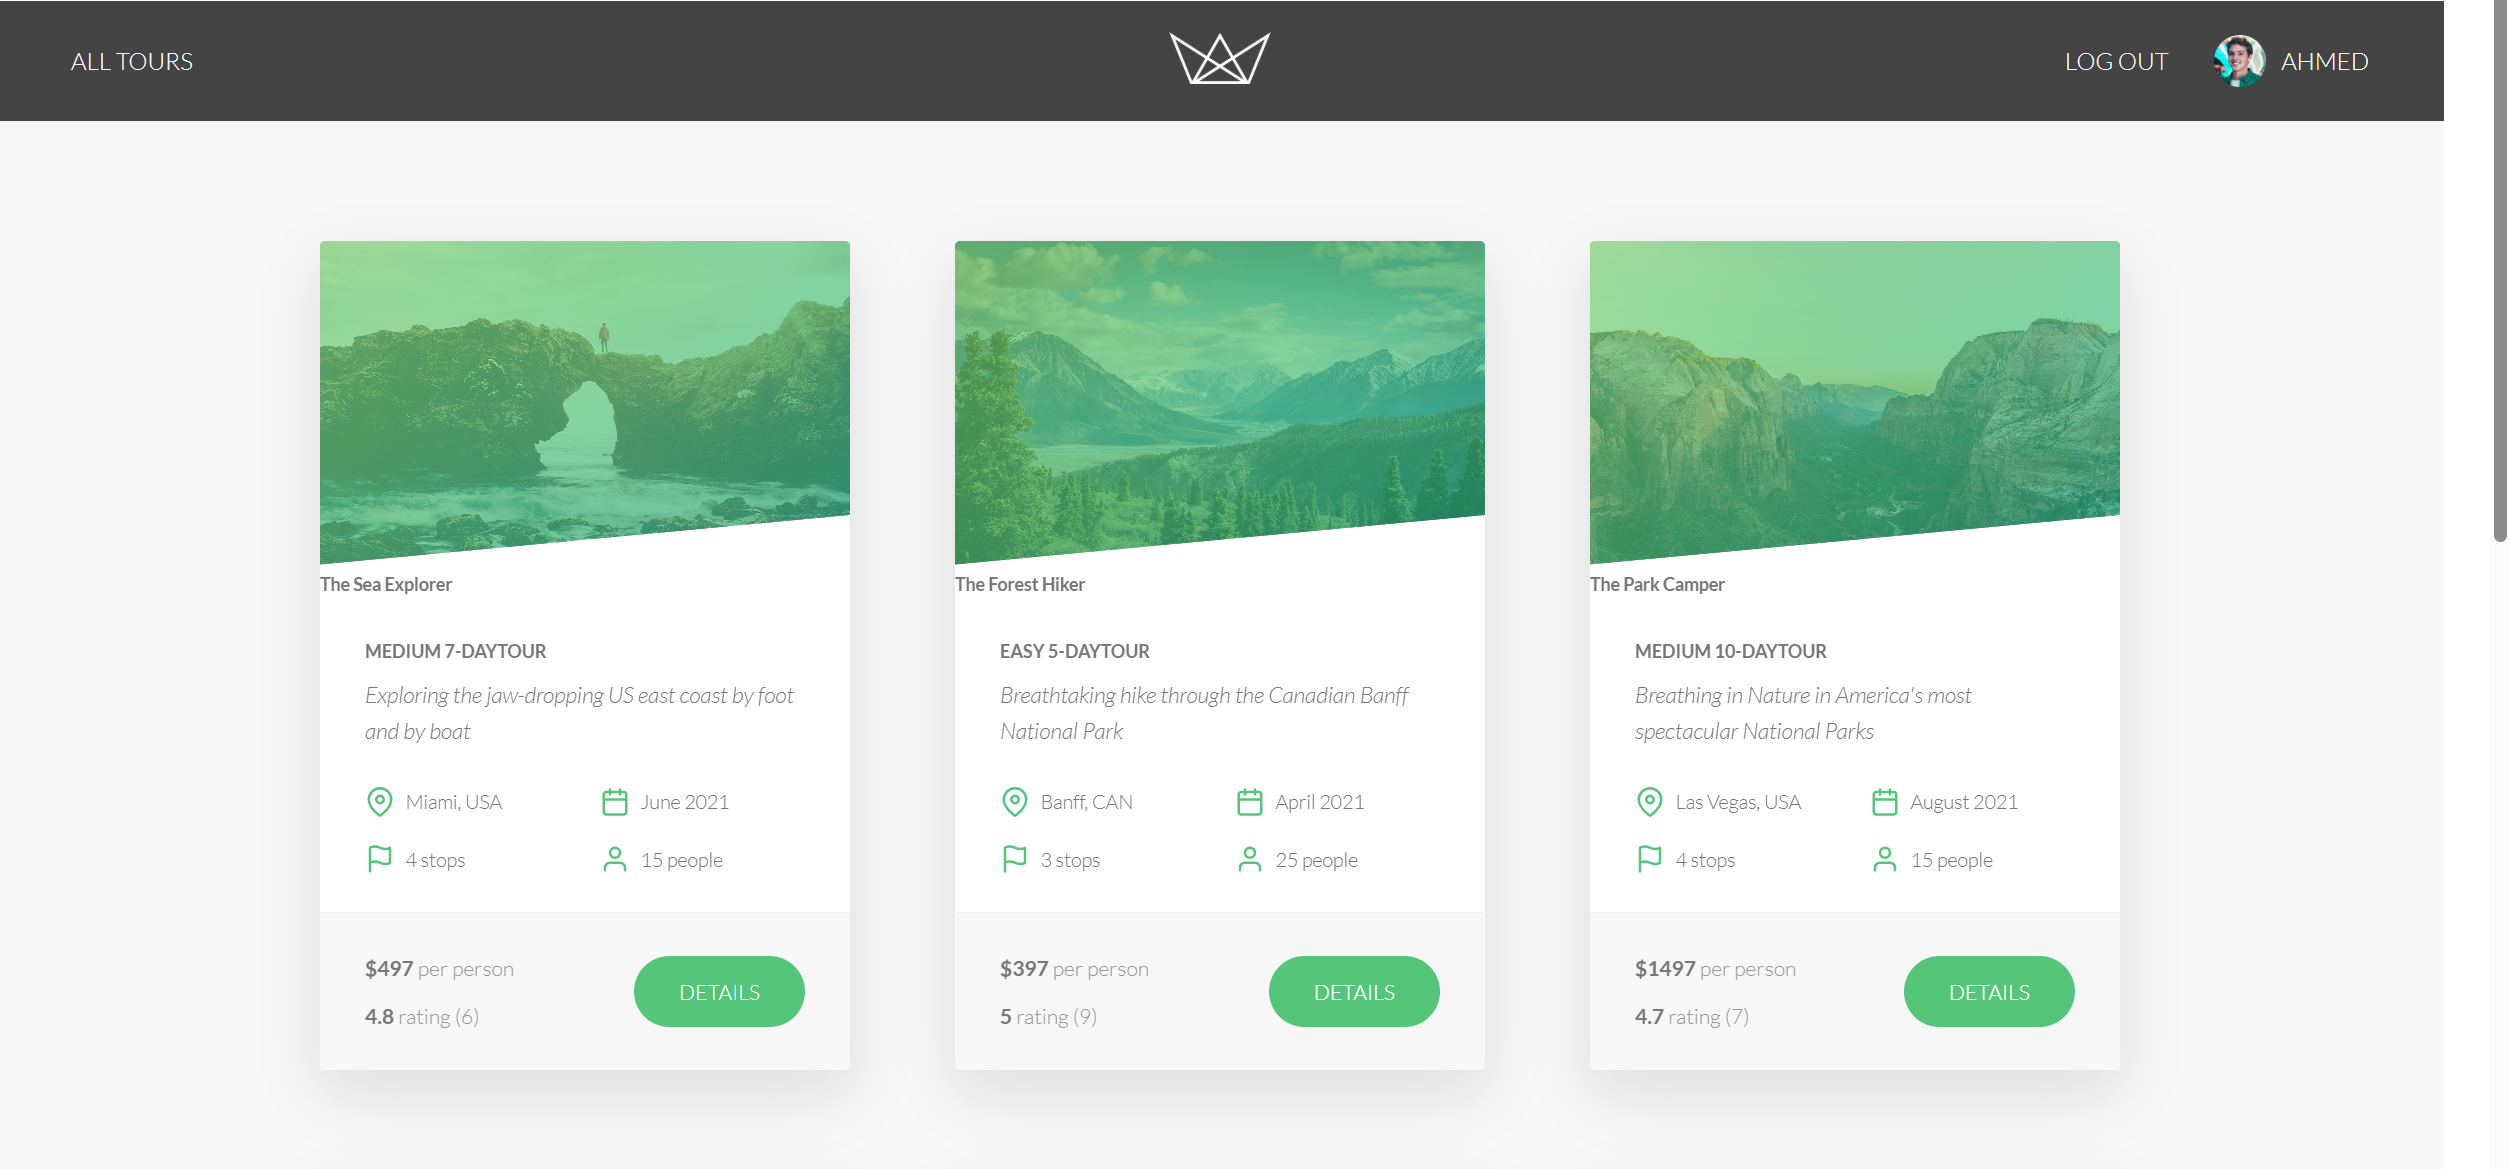 ALL TOURS
LOG OUT
AHMED
The Sea Explorer
MEDIUM 7-DAYTOUR
Exploring the jaw-dropping US east coast by foot
and by boat
Miami, USA
June 2021
4 stops
15 people
$497 per person
4.8 rating (6)
DETAILS
The Forest Hiker
EASY 5-DAYTOUR
Breathtaking hike through the Canadian Banff
National Park
Banff, CAN
April 2021
3 stops
25 people
$397 per person
5 rating (9)
DETAILS
The Park Camper
MEDIUM 10-DAYTOUR
Breathing in Nature in America's most
spectacular National Parks
Las Vegas, USA
August 2021
4 stops
15 people
$1497 per person
4.7 rating (7)
DETAILS